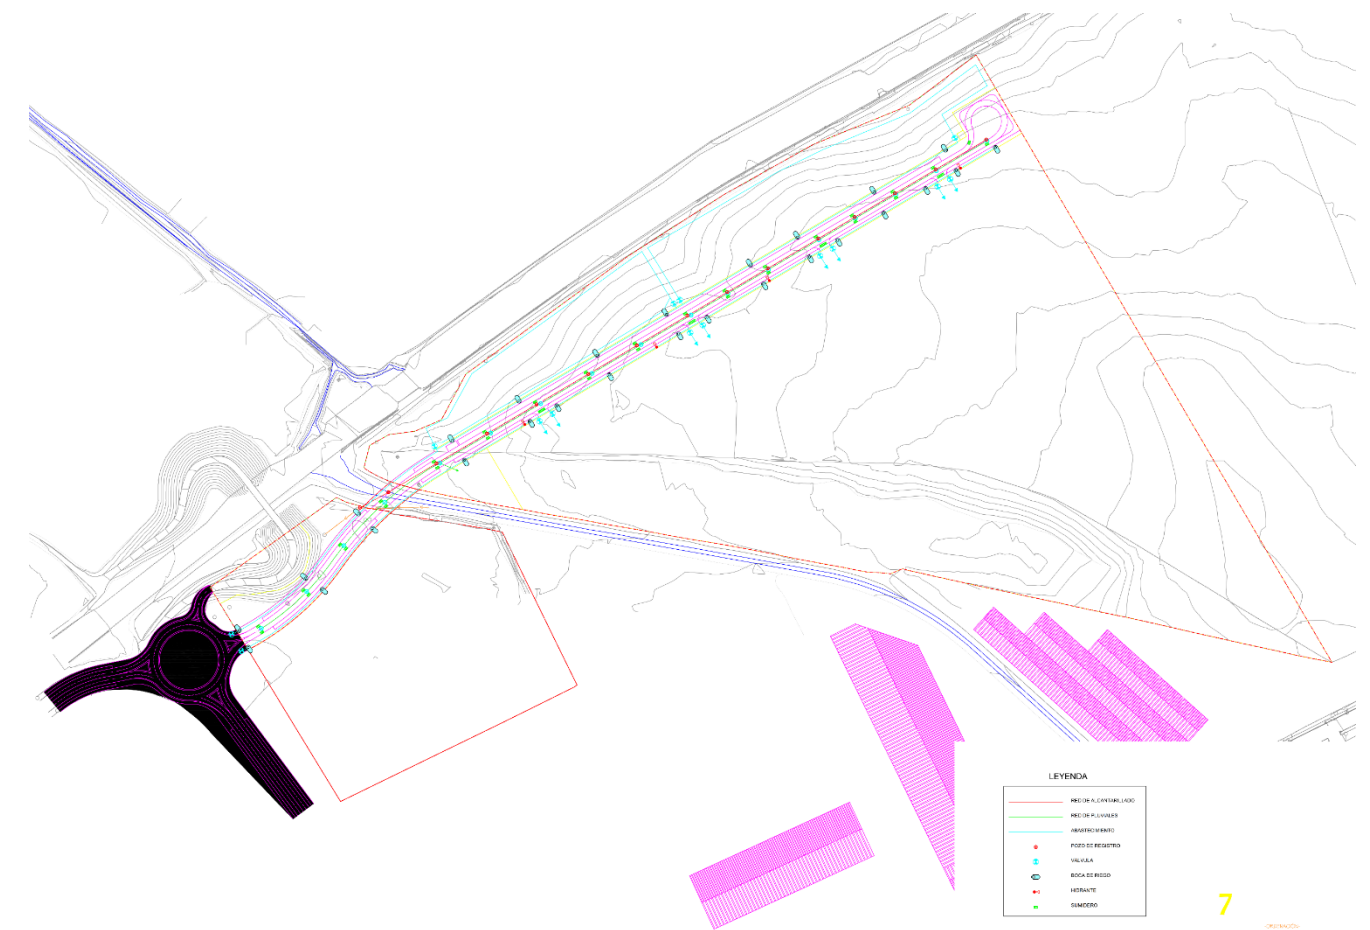 LEYENDA
RED DE ALCANTARILLADO
RED DE PLUVIALES
ABASTECIMIENTO
POZO DE REGISTRO
VALVULA
BOCA DE RIEGO
HIDRANTE
SUMIDERO
7